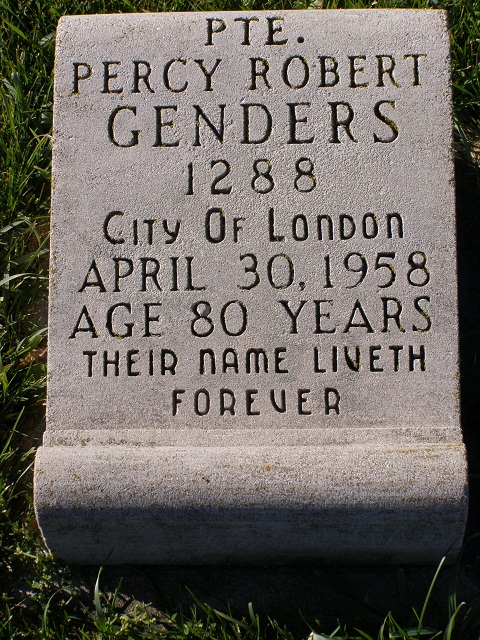 PTE.
PERCY ROBERT
GENDERS
1288
City Of London
APRIL 30, 1958
AGE 80 YEARS
THEIR NAME LIVETH
FOREVER